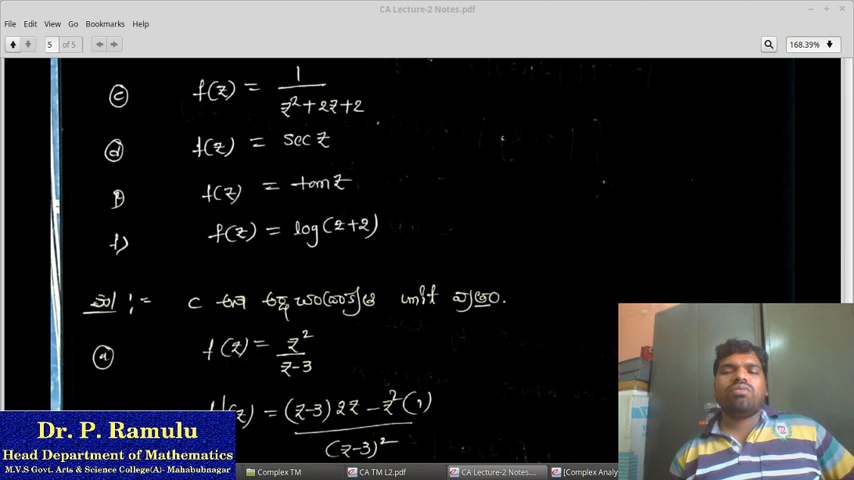 CA Lecture-2 Notes.pdf
File Edit View Go Bookmarks Help
5 of 5 168.39%
c f(z) = 1 / z²+2z+2
d f(z) = sec z
f(z) = tan z
f) f(z) = log(z+2)
:= C unit
a f(z) = z² / z-3
f'(z) = (z-3) 2z - z²(1) / (z-3)²
Dr. P. Ramulu
Head Department of Mathematics
M.V.S Govt. Arts & Science College(A)- Mahabubnagar
Complex TM CA TM L2.pdf CA Lecture-2 Notes.... [Complex Analy